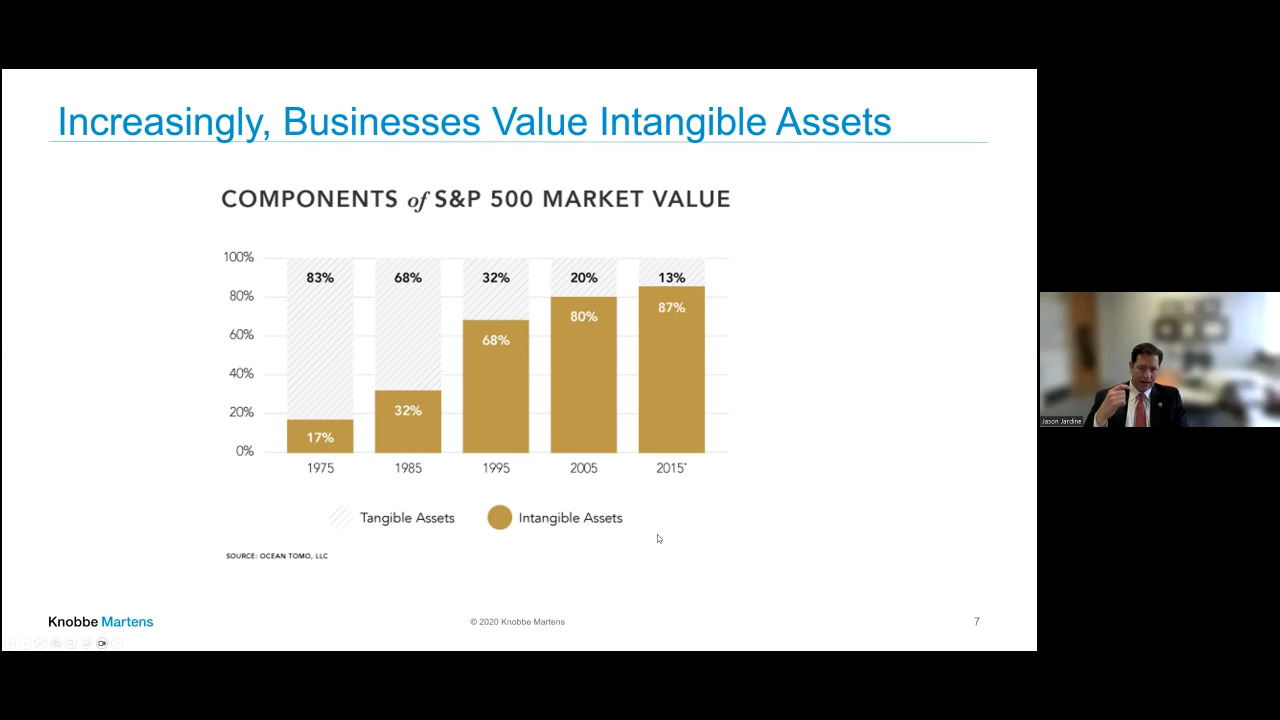 Increasingly, Businesses Value Intangible Assets
COMPONENTS of S&P 500 MARKET VALUE
100%
80%
60%
40%
20%
0%
83%
68%
32%
20%
13%
17%
32%
68%
80%
87%
1975
1985
1995
2005
2015*
Tangible Assets
Intangible Assets
SOURCE: OCEAN TOMO, LLC
Knobbe Martens
© 2020 Knobbe Martens
7
Jason Jardine